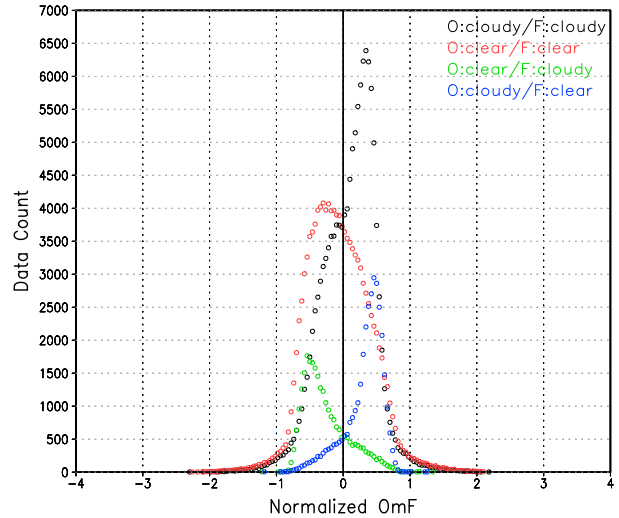 7000
6500
6000
5500
5000
4500
4000
3500
3000
2500
2000
1500
1000
500
0
Data Count
O:cloudy/F:cloudy
O:clear/F:clear
O:clear/F:cloudy
O:cloudy/F:clear
−4 −3 −2 −1 0 1 2 3 4
Normalized OmF